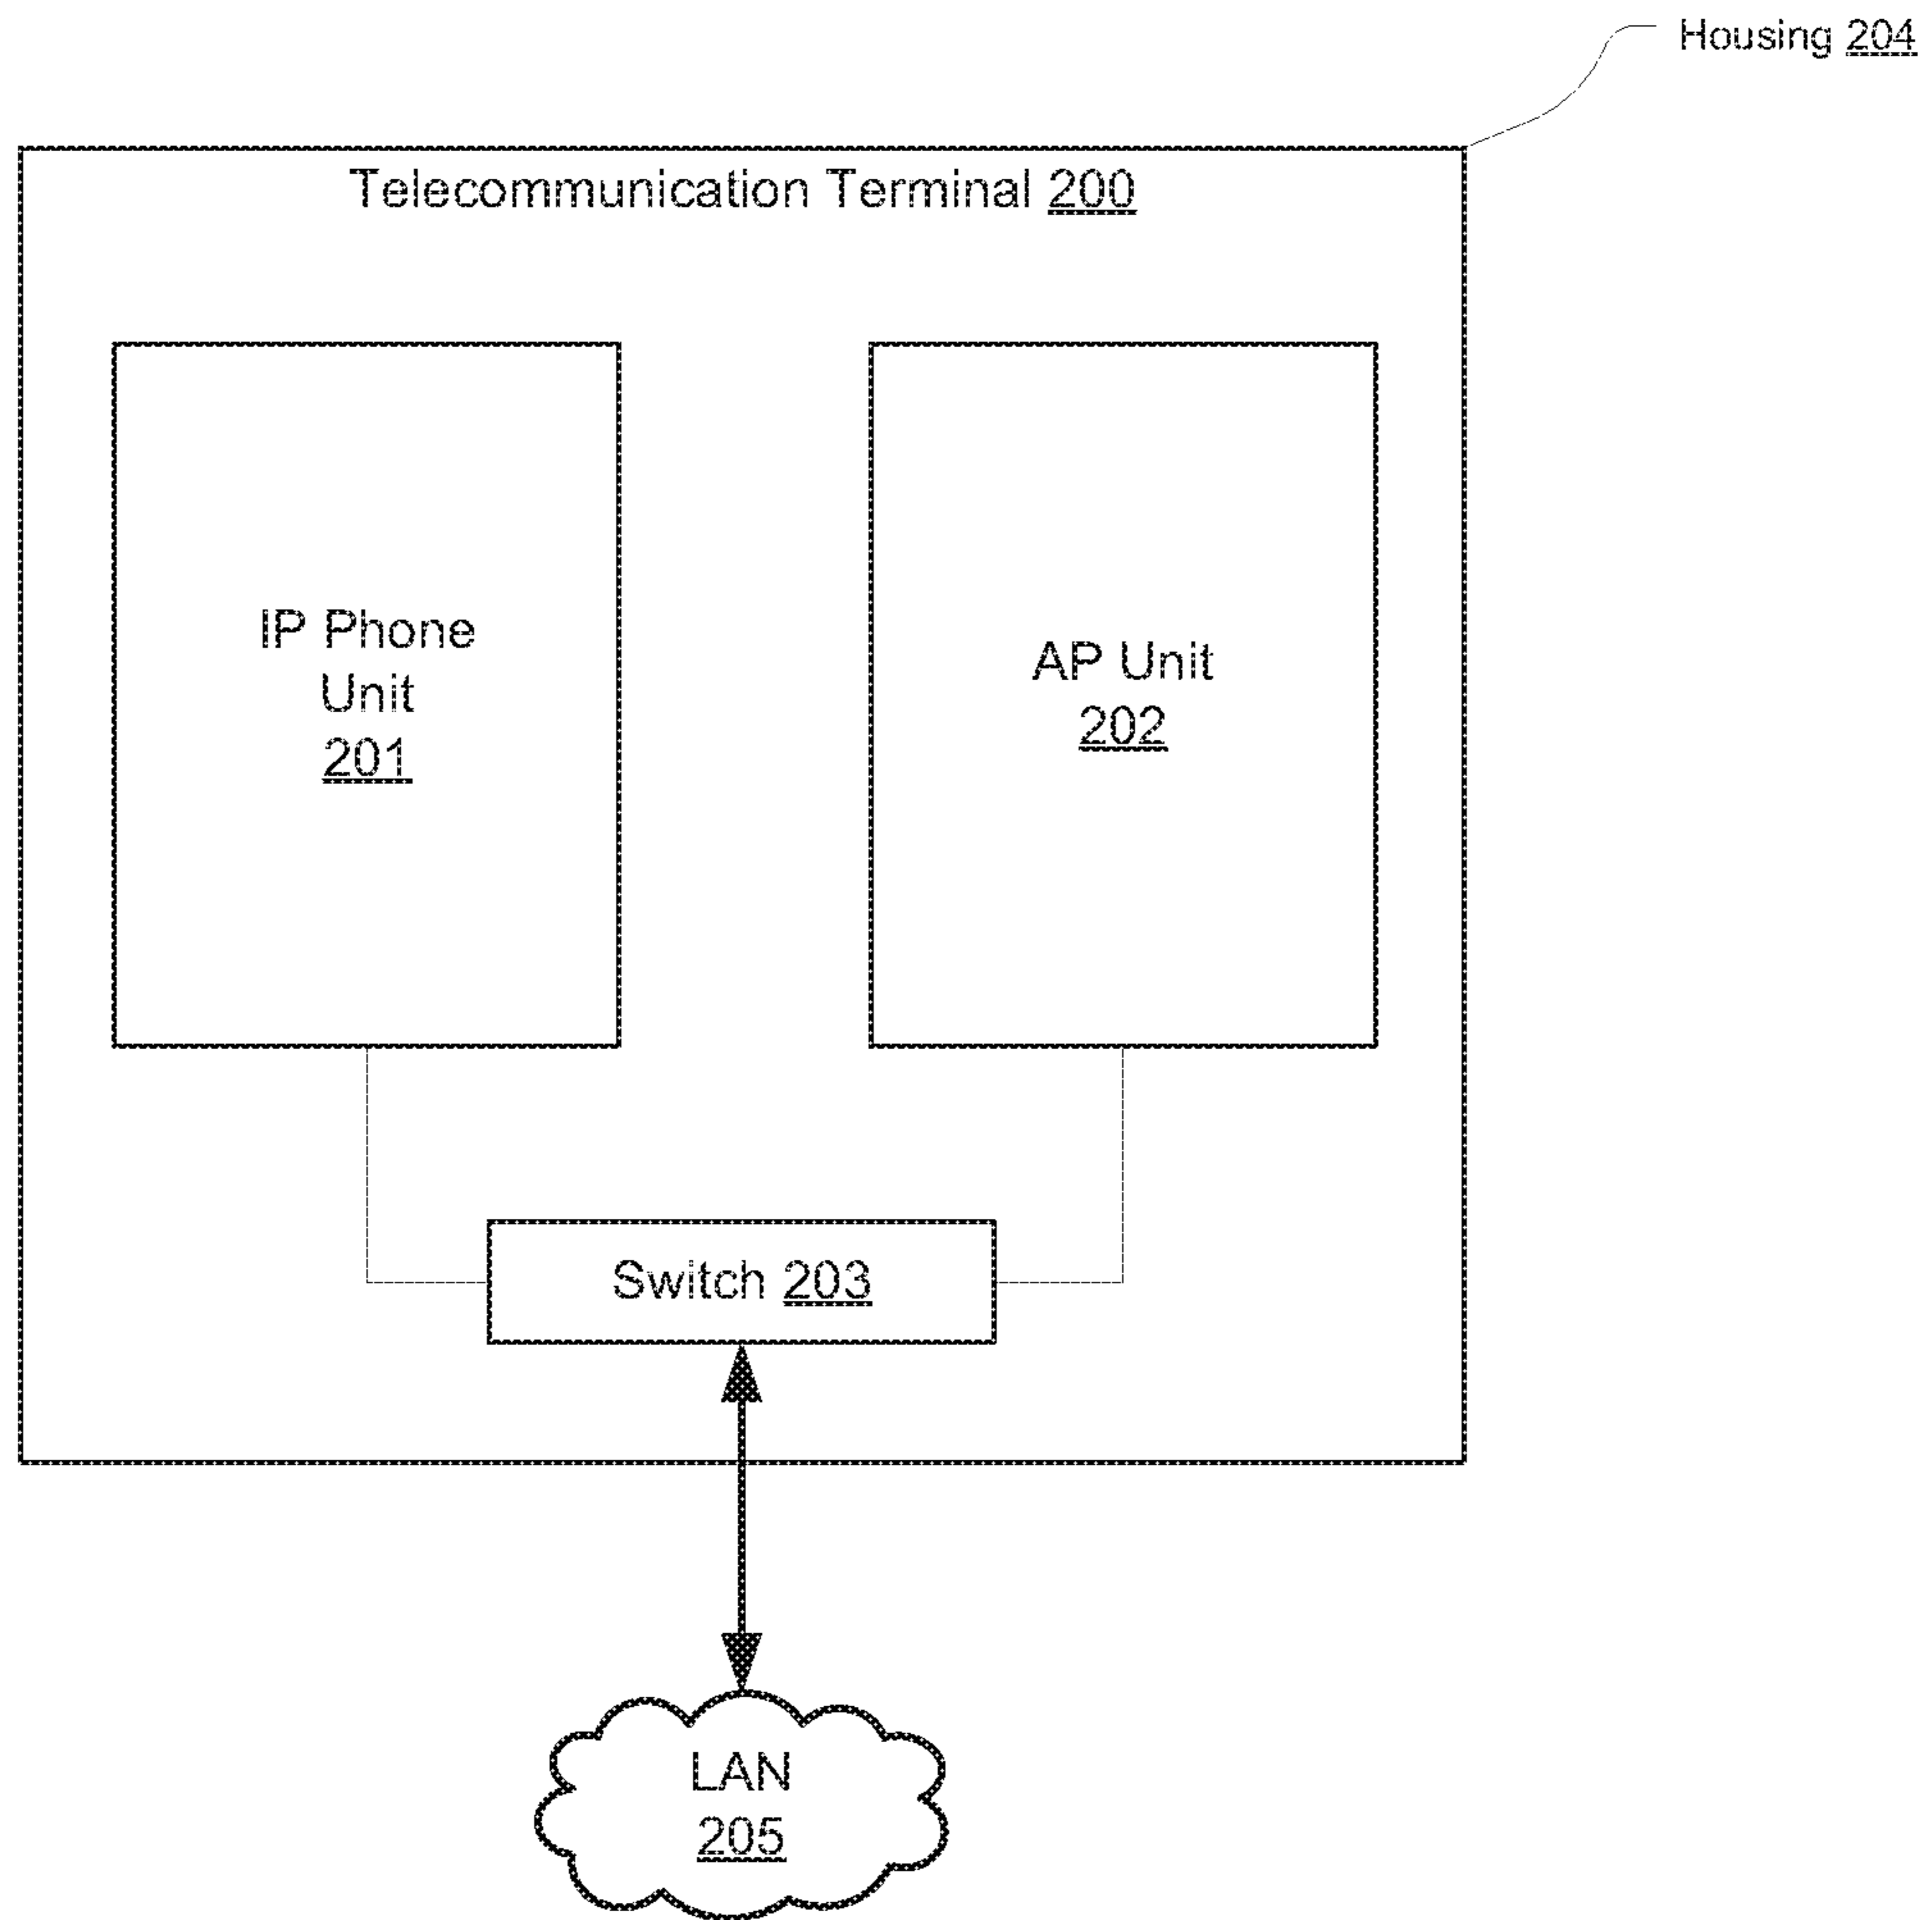 Housing 204
Telecommunication Terminal 200
IP Phone
Unit
201
AP Unit
202
Switch 203
LAN
205